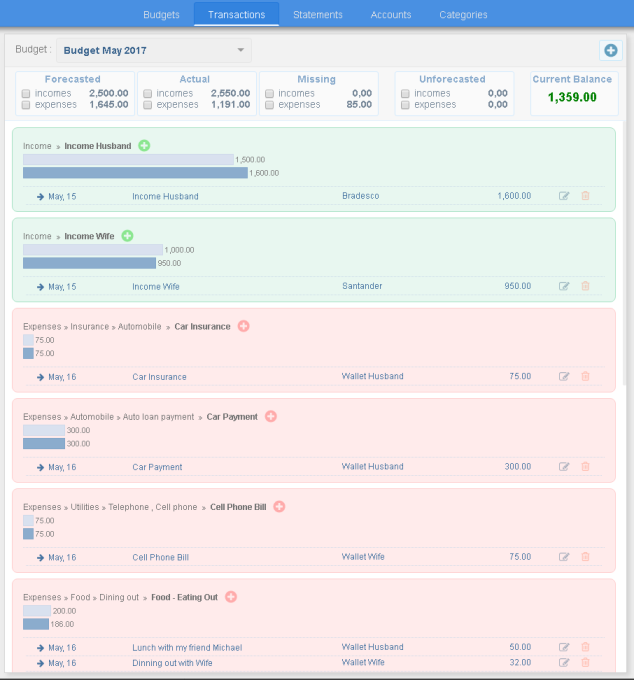 Budgets Transactions Statements Accounts Categories
Budget : Budget May 2017
Forecasted Actual Missing Unforecasted Current Balance
incomes 2,500.00 incomes 2,550.00 incomes 0,00 incomes 0,00 1,359.00
expenses 1,645.00 expenses 1,191.00 expenses 85.00 expenses 0,00
Income » Income Husband
1,500.00
1,600.00
May, 15 Income Husband Bradesco 1,600.00
Income » Income Wife
1,000.00
950.00
May, 15 Income Wife Santander 950.00
Expenses » Insurance » Automobile » Car Insurance
75.00
75.00
May, 16 Car Insurance Wallet Husband 75.00
Expenses » Automobile » Auto loan payment » Car Payment
300.00
300.00
May, 16 Car Payment Wallet Husband 300.00
Expenses » Utilities » Telephone , Cell phone » Cell Phone Bill
75.00
75.00
May, 16 Cell Phone Bill Wallet Wife 75.00
Expenses » Food » Dining out » Food - Eating Out
200.00
186.00
May, 16 Lunch with my friend Michael Wallet Husband 50.00
May, 16 Dinning out with Wife Wallet Wife 32.00